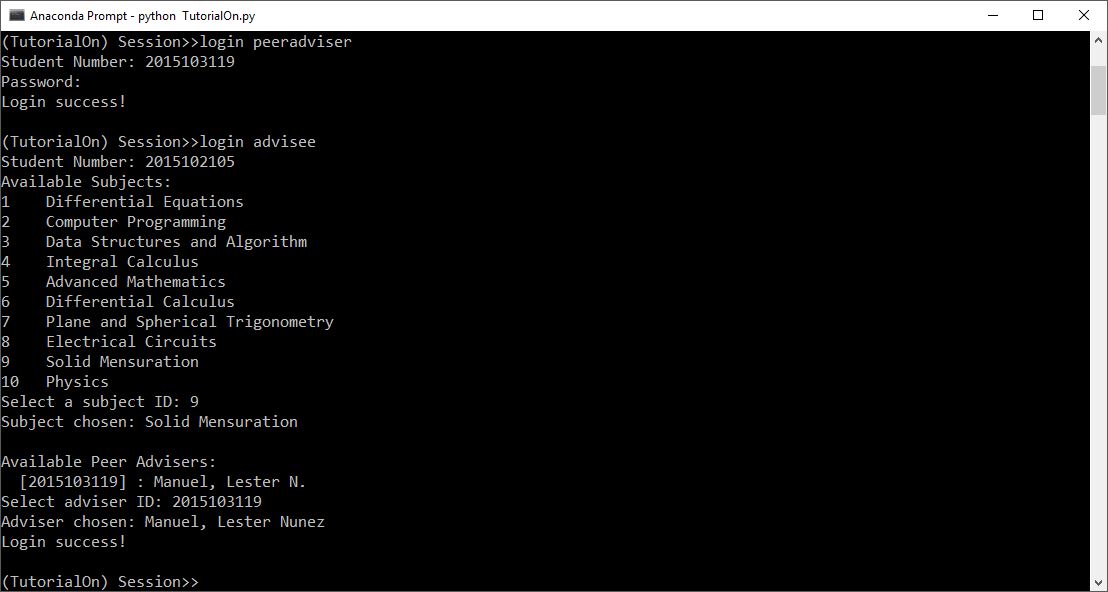 Anaconda Prompt - python  TutorialOn.py
(TutorialOn) Session>>login peeradviser
Student Number: 2015103119
Password:
Login success!

(TutorialOn) Session>>login advisee
Student Number: 2015102105
Available Subjects:
1    Differential Equations
2    Computer Programming
3    Data Structures and Algorithm
4    Integral Calculus
5    Advanced Mathematics
6    Differential Calculus
7    Plane and Spherical Trigonometry
8    Electrical Circuits
9    Solid Mensuration
10   Physics
Select a subject ID: 9
Subject chosen: Solid Mensuration

Available Peer Advisers:
  [2015103119] : Manuel, Lester N.
Select adviser ID: 2015103119
Adviser chosen: Manuel, Lester Nunez
Login success!

(TutorialOn) Session>>